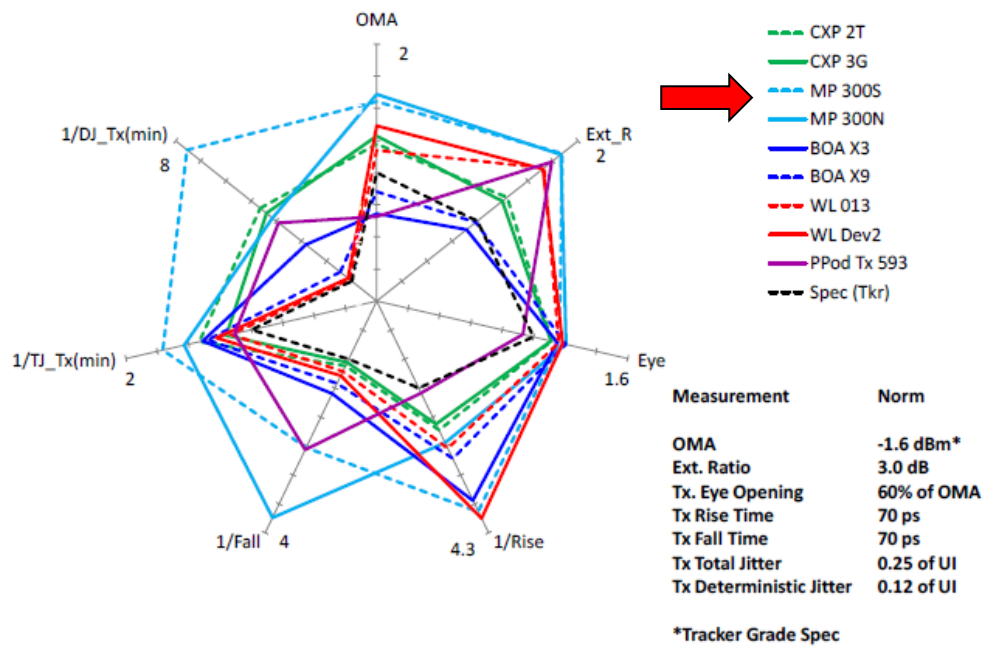 OMA
2
CXP 2T
CXP 3G
MP 300S
MP 300N
BOA X3
BOA X9
WL 013
WL Dev2
PPod Tx 593
Spec (Tkr)
1/DJ_Tx(min)
8
Ext_R
2
1/TJ_Tx(min)
2
Eye
1.6
1/Fall
4
4.3
1/Rise
Measurement Norm
OMA -1.6 dBm*
Ext. Ratio 3.0 dB
Tx. Eye Opening 60% of OMA
Tx Rise Time 70 ps
Tx Fall Time 70 ps
Tx Total Jitter 0.25 of UI
Tx Deterministic Jitter 0.12 of UI
*Tracker Grade Spec